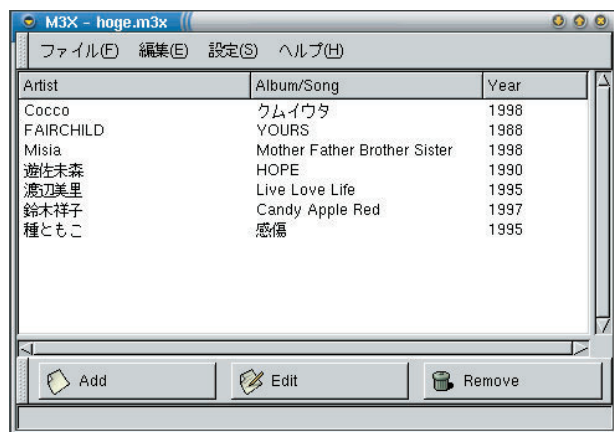 M3X - hoge.m3x
ファイル(F) 編集(E) 設定(S) ヘルプ(H)
Artist Album/Song Year
Cocco クムイウタ 1998
FAIRCHILD YOURS 1988
Misia Mother Father Brother Sister 1998
遊佐未森 HOPE 1990
渡辺美里 Live Love Life 1995
鈴木祥子 Candy Apple Red 1997
種ともこ 感傷 1995
Add Edit Remove